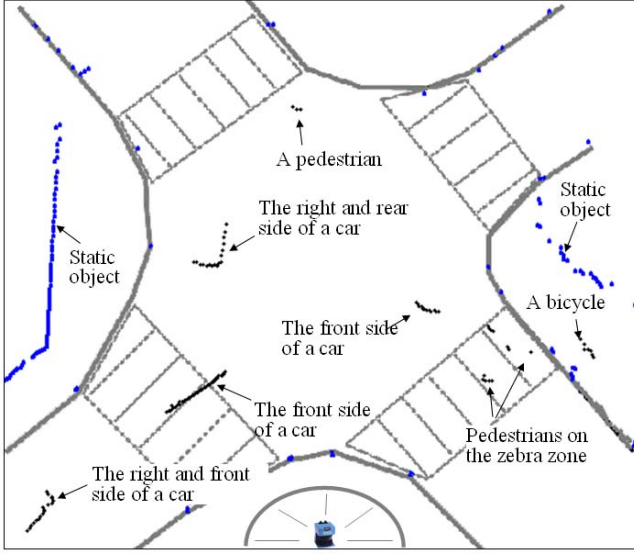 A pedestrian
The right and rear
side of a car
Static
object
Static
object
A bicycle
The front side
of a car
The front side
of a car
Pedestrians on
the zebra zone
The right and front
side of a car